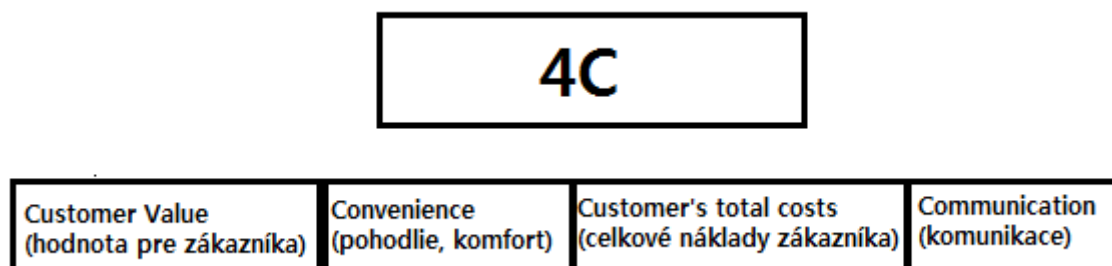 4C
Customer Value
(hodnota pre zákazníka)
Convenience
(pohodlie, komfort)
Customer's total costs
(celkové náklady zákazníka)
Communication
(komunikace)